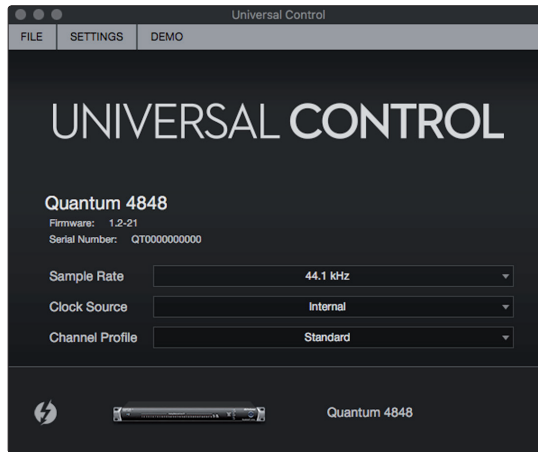 Universal Control
FILE SETTINGS DEMO
UNIVERSAL CONTROL
Quantum 4848
Firmware: 1.2-21
Serial Number: QT0000000000
Sample Rate 44.1 kHz
Clock Source Internal
Channel Profile Standard
Quantum 4848